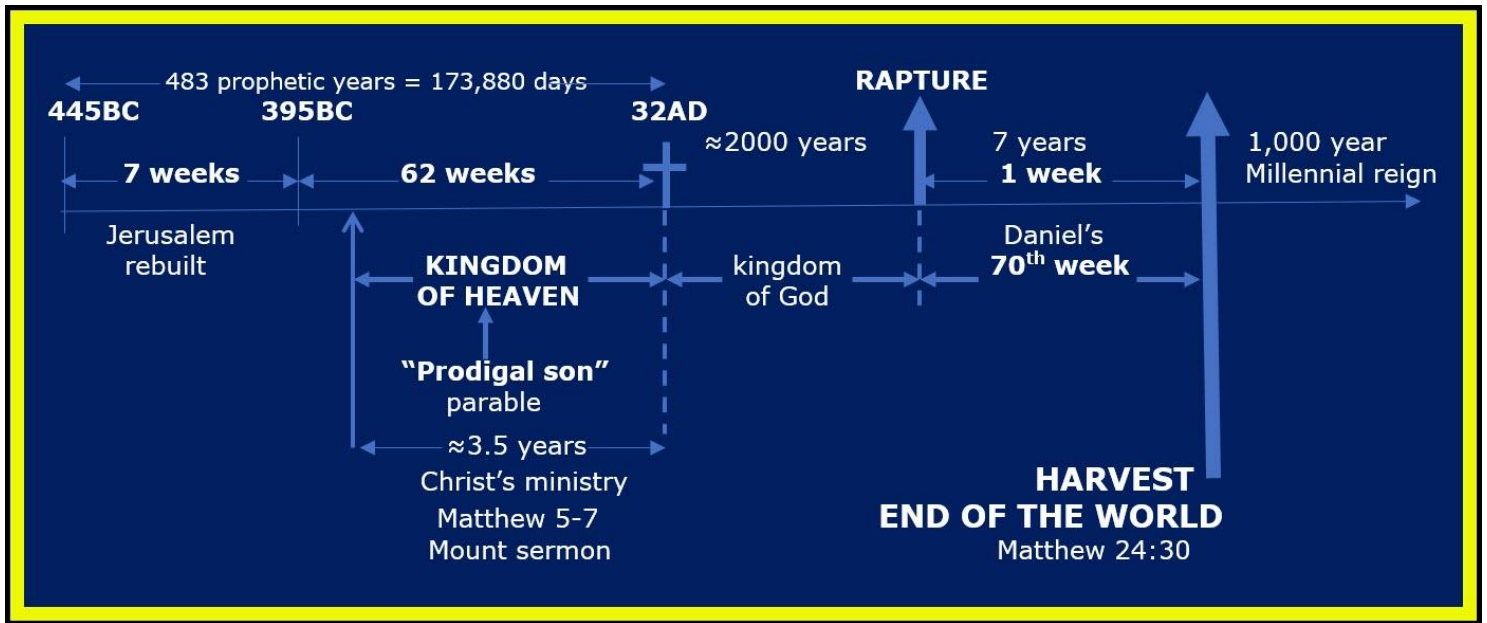 483 prophetic years = 173,880 days
RAPTURE
445BC
395BC
32AD
≈2000 years
7 years
1 week
1,000 year
Millennial reign
7 weeks
62 weeks
Jerusalem
rebuilt
KINGDOM
OF HEAVEN
kingdom
of God
Daniel’s
70th week
“Prodigal son”
parable
≈3.5 years
Christ’s ministry
Matthew 5-7
Mount sermon
HARVEST
END OF THE WORLD
Matthew 24:30